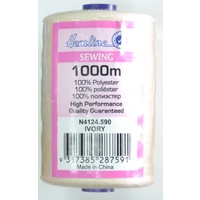 Hemline
SEWING
1000m
100% Polyester
100% poliéster
100% полиэстер
High Performance
Quality Guaranteed
N4124.590
IVORY
9 317385 287591
Made in China